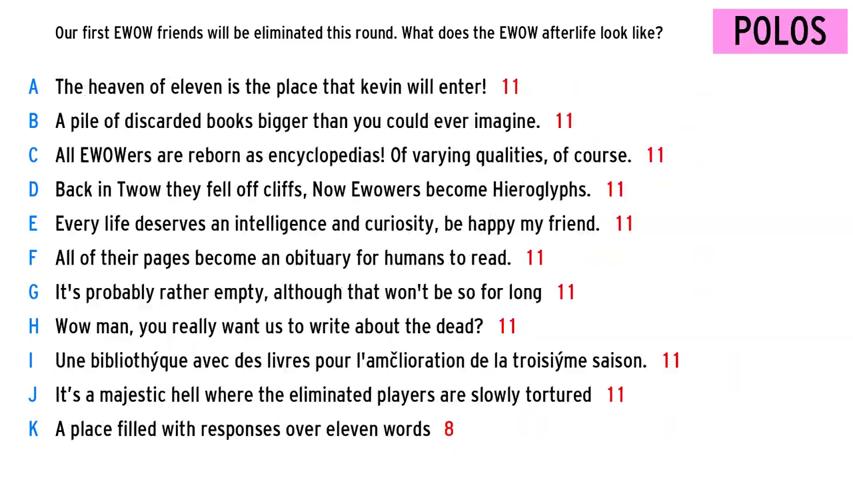 Our first EWOW friends will be eliminated this round. What does the EWOW afterlife look like? POLOS
A The heaven of eleven is the place that kevin will enter! 11
B A pile of discarded books bigger than you could ever imagine. 11
C All EWOWers are reborn as encyclopedias! Of varying qualities, of course. 11
D Back in Twow they fell off cliffs, Now Ewowers become Hieroglyphs. 11
E Every life deserves an intelligence and curiosity, be happy my friend. 11
F All of their pages become an obituary for humans to read. 11
G It's probably rather empty, although that won't be so for long 11
H Wow man, you really want us to write about the dead? 11
I Une bibliothýque avec des livres pour l'amčlioration de la troisiýme saison. 11
J It’s a majestic hell where the eliminated players are slowly tortured 11
K A place filled with responses over eleven words 8